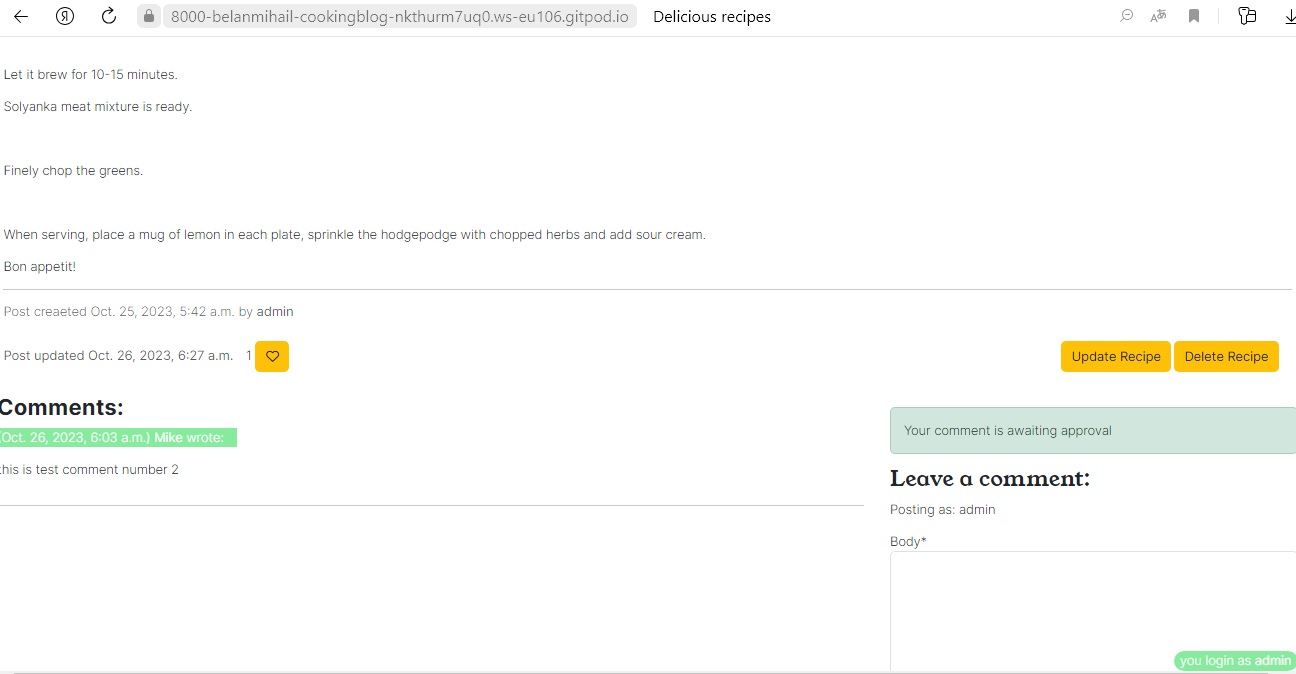 8000-belanmihail-cookingblog-nkthurm7uq0.ws-eu106.gitpod.io Delicious recipes
Let it brew for 10-15 minutes.
Solyanka meat mixture is ready.
Finely chop the greens.
When serving, place a mug of lemon in each plate, sprinkle the hodgepodge with chopped herbs and add sour cream.
Bon appetit!
Post creaeted Oct. 25, 2023, 5:42 a.m. by admin
Post updated Oct. 26, 2023, 6:27 a.m. 1
Update Recipe Delete Recipe
Comments:
(Oct. 26, 2023, 6:03 a.m.) Mike wrote:
this is test comment number 2
Your comment is awaiting approval
Leave a comment:
Posting as: admin
Body*
you login as admin